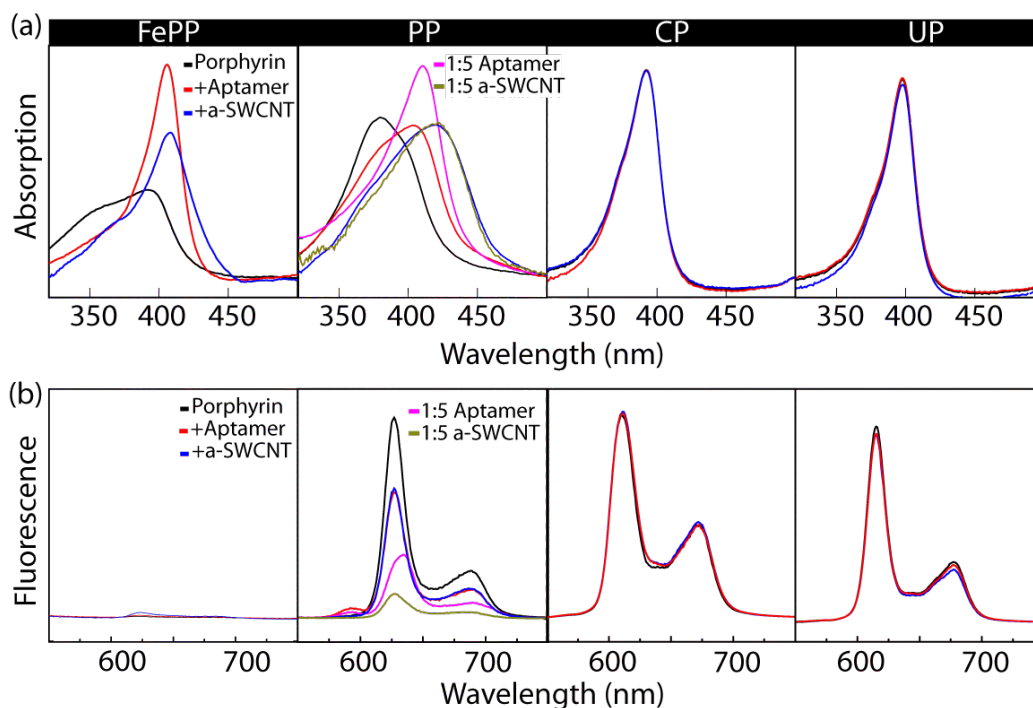 (a) FePP PP CP UP
Absorption
Porphyrin
+Aptamer
+a-SWCNT
1:5 Aptamer
1:5 a-SWCNT
350 400 450 350 400 450 350 400 450 350 400 450
Wavelength (nm)
(b)
Fluorescence
Porphyrin
+Aptamer
+a-SWCNT
1:5 Aptamer
1:5 a-SWCNT
600 700 600 700 600 700 600 700
Wavelength (nm)